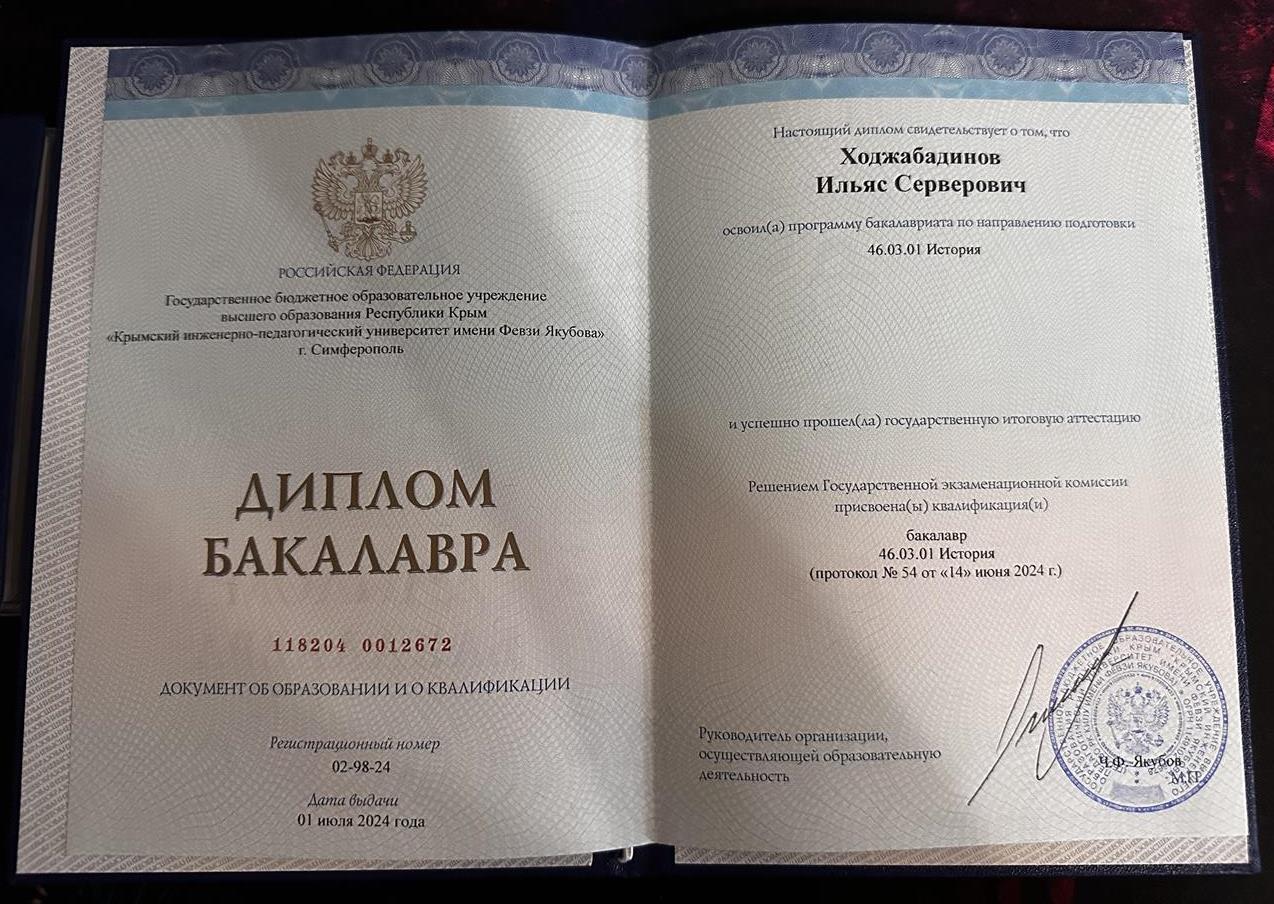 РОССИЙСКАЯ ФЕДЕРАЦИЯ
Государственное бюджетное образовательное учреждение
высшего образования Республики Крым
«Крымский инженерно-педагогический университет имени Февзи Якубова»
г. Симферополь
ДИПЛОМ
БАКАЛАВРА
118204 0012672
ДОКУМЕНТ ОБ ОБРАЗОВАНИИ И О КВАЛИФИКАЦИИ
Регистрационный номер
02-98-24
Дата выдачи
01 июля 2024 года
Настоящий диплом свидетельствует о том, что
Ходжабадинов
Ильяс Серверович
освоил(а) программу бакалавриата по направлению подготовки
46.03.01 История
и успешно прошел(ла) государственную итоговую аттестацию
Решением Государственной экзаменационной комиссии
присвоена(ы) квалификация(и)
бакалавр
46.03.01 История
(протокол № 54 от «14» июня 2024 г.)
Руководитель организации,
осуществляющей образовательную
деятельность
Ч.Ф. Якубов
М.П.